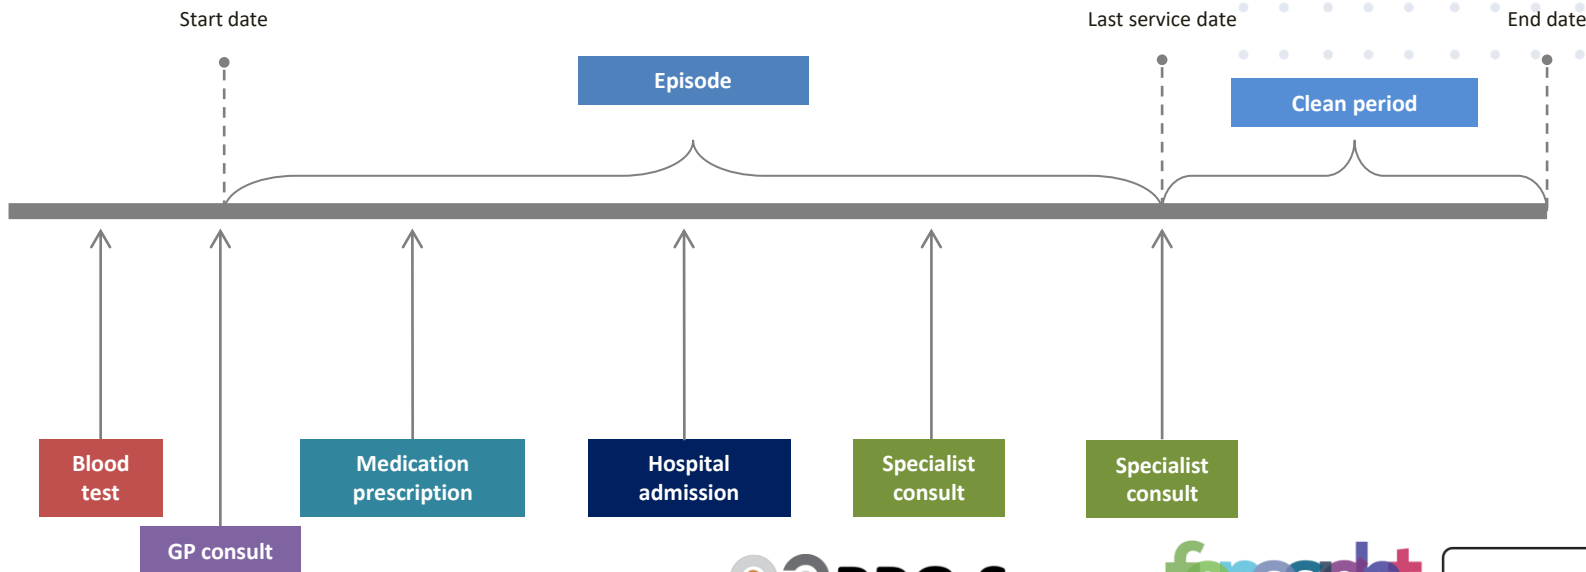 Start date
Last service date
End date
Episode
Clean period
Blood
test
Medication
prescription
Hospital
admission
Specialist
consult
Specialist
consult
GP consult